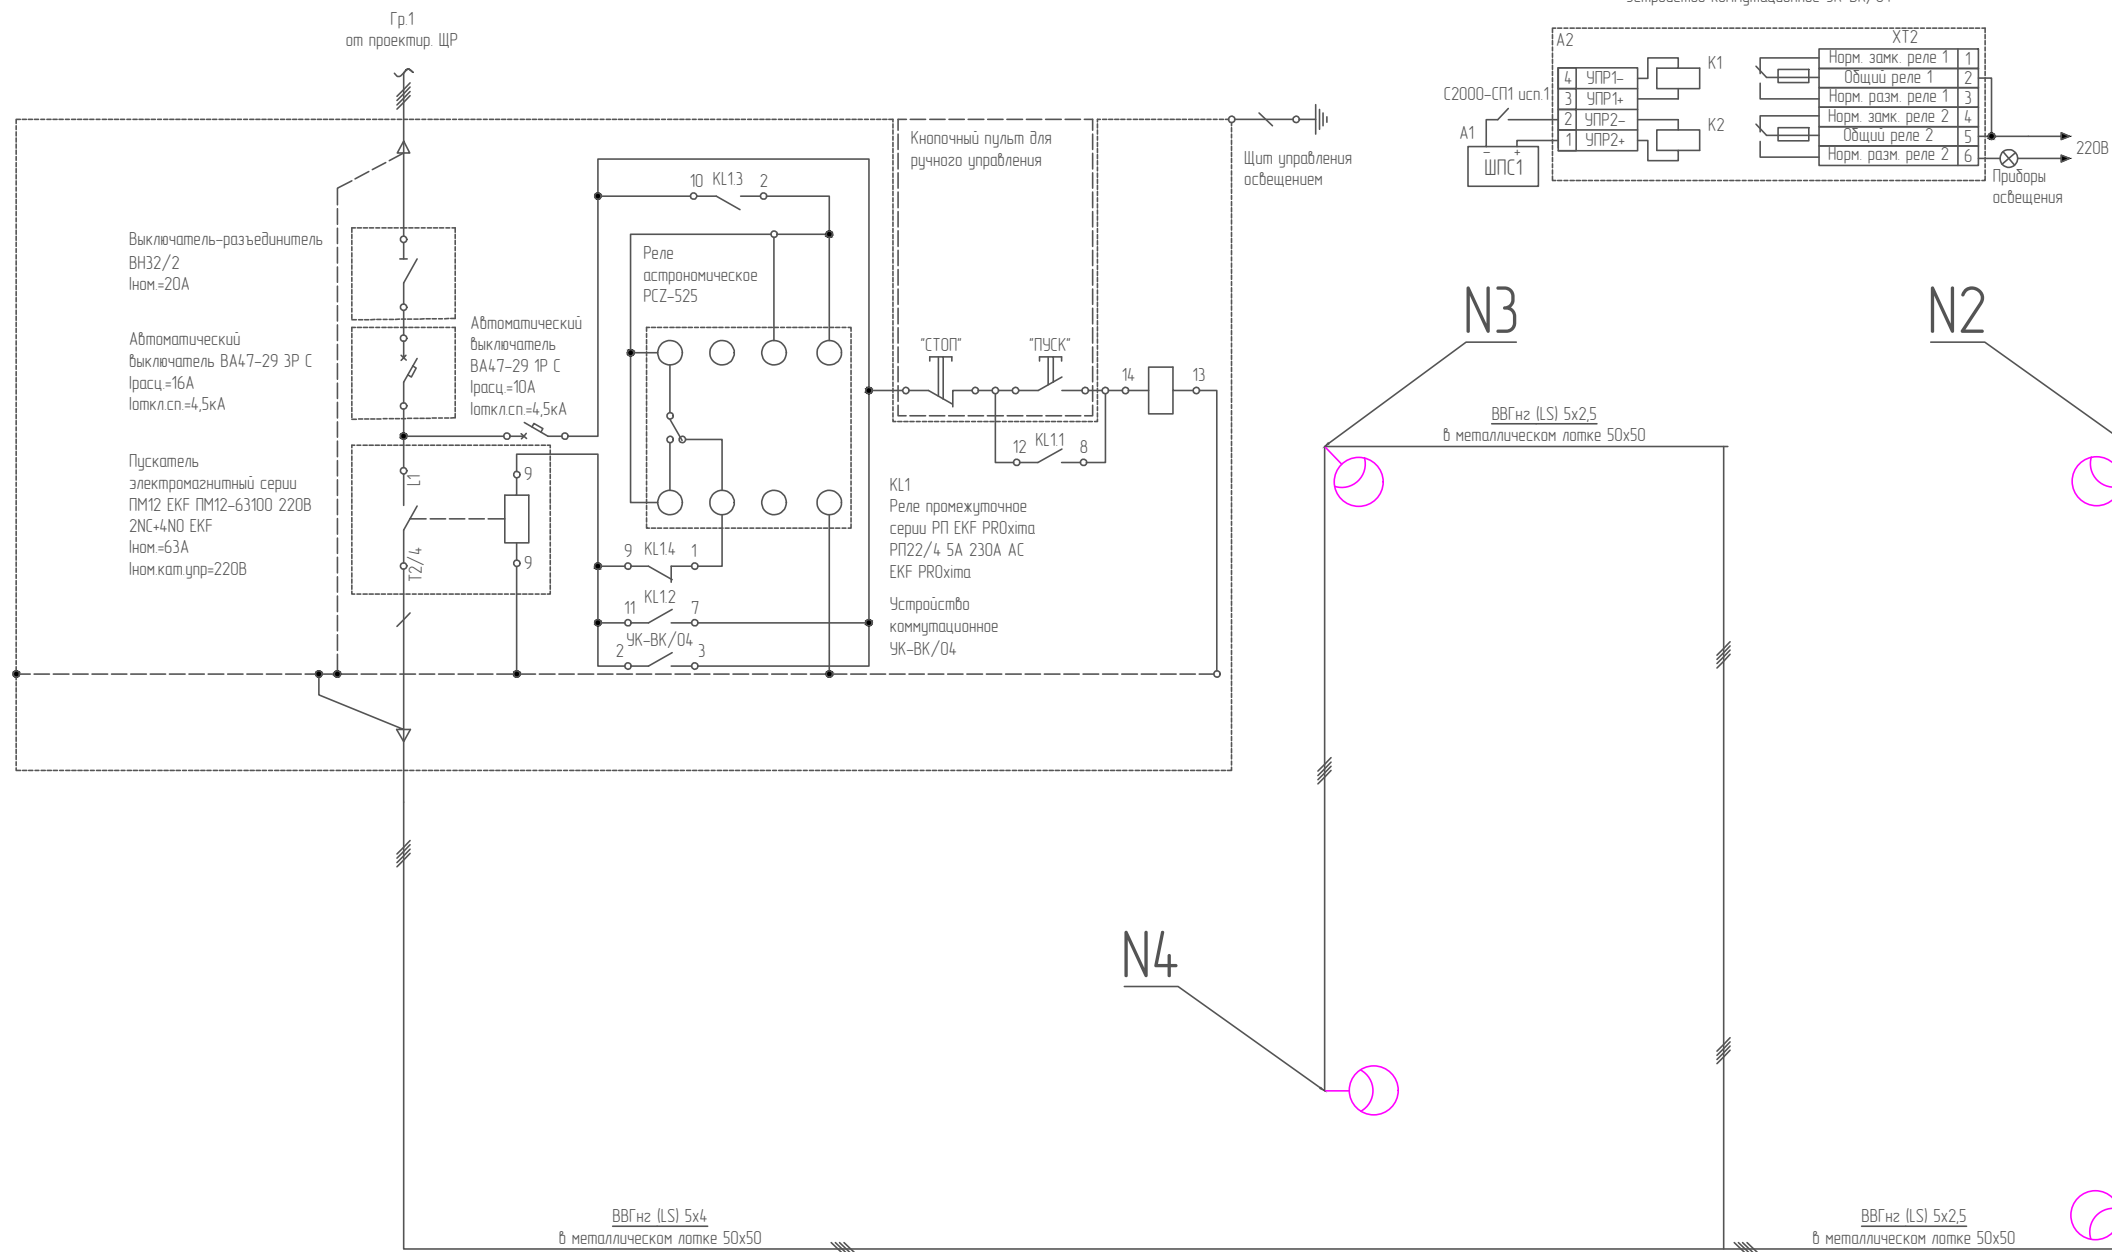 Гр.1
от проектир. ЩР
Выключатель-разъединитель
ВН32/2
Iном.=20А
Автоматический
выключатель ВА47-29 3Р С
Iрасц.=16А
Iоткл.сп.=4,5кА
Автоматический
выключатель
ВА47-29 1Р С
Iрасц.=10А
Iоткл.сп.=4,5кА
Пускатель
электромагнитный серии
ПМ12 EKF ПМ12-63100 220В
2NC+4NO EKF
Iном.=63А
Iном.кат.упр=220В
L1
T2/4
9
9
10 KL1.3 2
Реле
астрономическое
PCZ-525
9 KL1.4 1
KL1.2
11 7
УК-ВК/04
2 3
Кнопочный пульт для
ручного управления
"СТОП" "ПУСК"
14 13
12 KL1.1 8
KL1
Реле промежуточное
серии РП EKF PROxima
РП22/4 5А 230А АС
EKF PROxima
Устройство
коммутационное
УК-ВК/04
Щит управления
освещением
А2
ХТ2
С2000-СП1 исп.1
А1
ШПС1
- +
4 УПР1-
3 УПР1+
2 УПР2-
1 УПР2+
К1
К2
Норм. замк. реле 1 1
Общий реле 1 2
Норм. разм. реле 1 3
Норм. замк. реле 2 4
Общий реле 2 5
Норм. разм. реле 2 6
220В
Приборы
освещения
N3
N2
ВВГнг (LS) 5х2,5
в металлическом лотке 50х50
N4
ВВГнг (LS) 5х4
в металлическом лотке 50х50
ВВГнг (LS) 5х2,5
в металлическом лотке 50х50